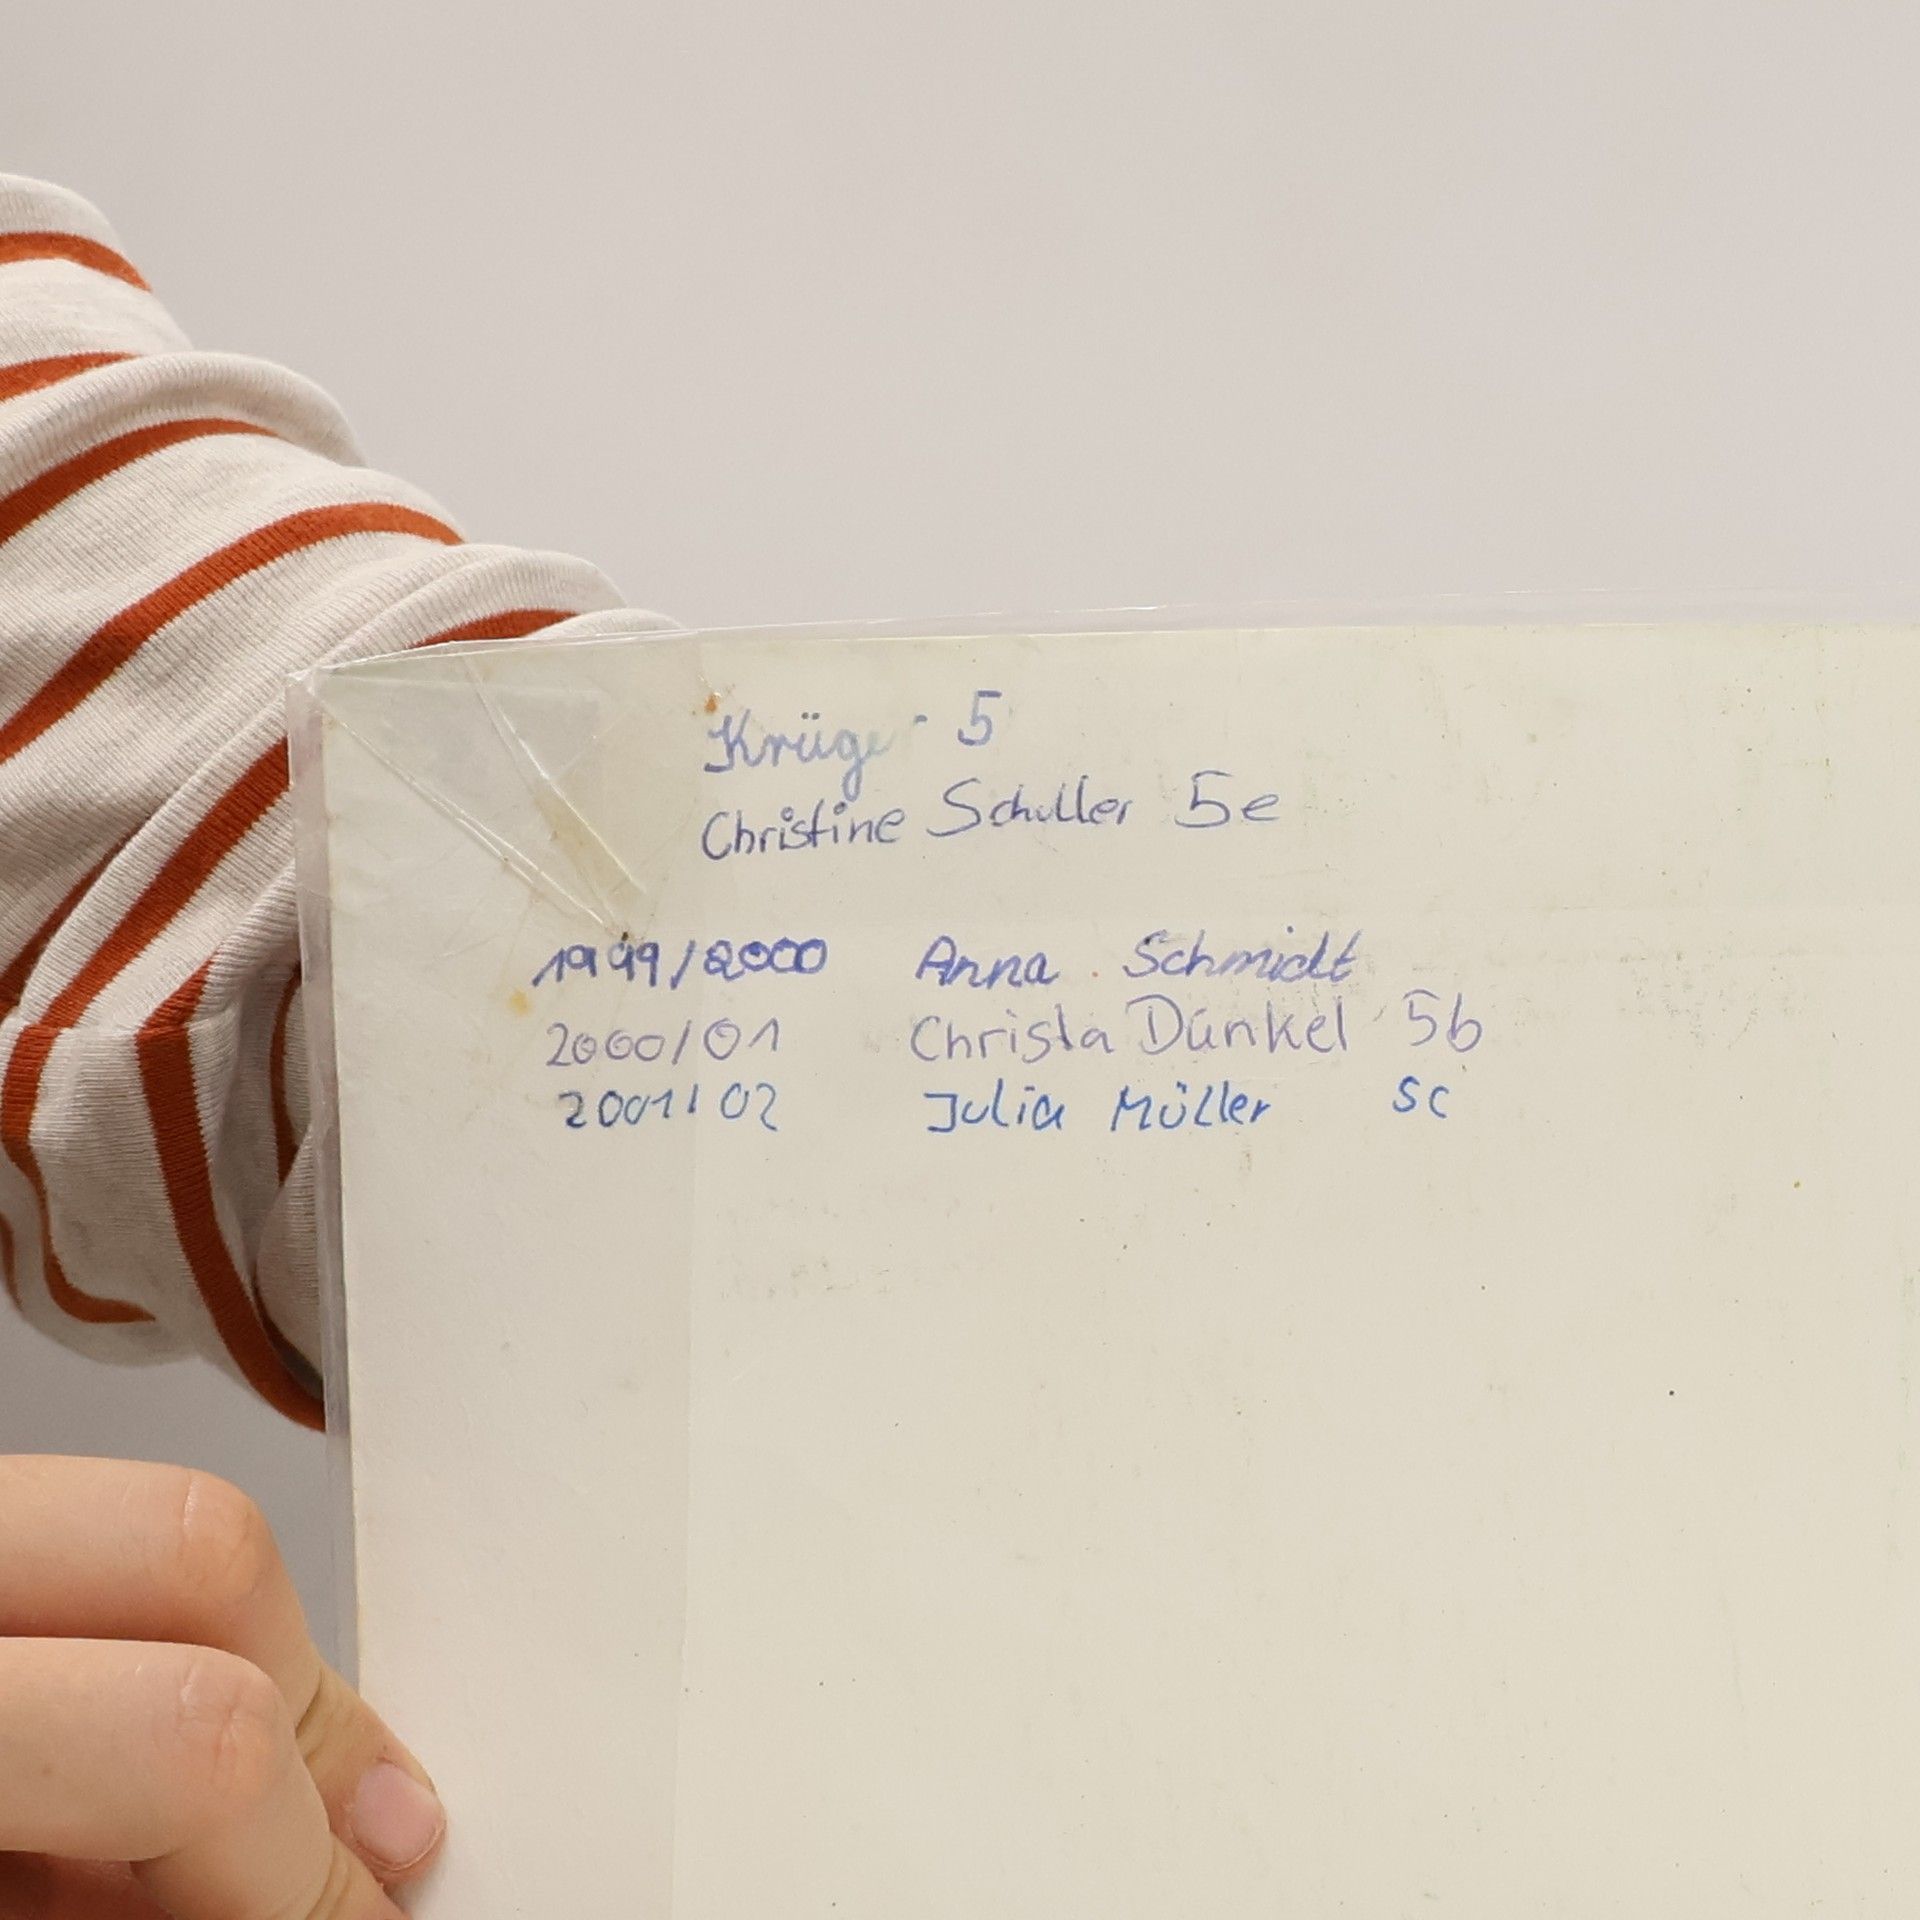 Krüger 5
Christine Schuller 5e
1999/2000 Anna Schmidt
2000/01 Christa Dunkel 5b
2001/02 Julia Müller 5c